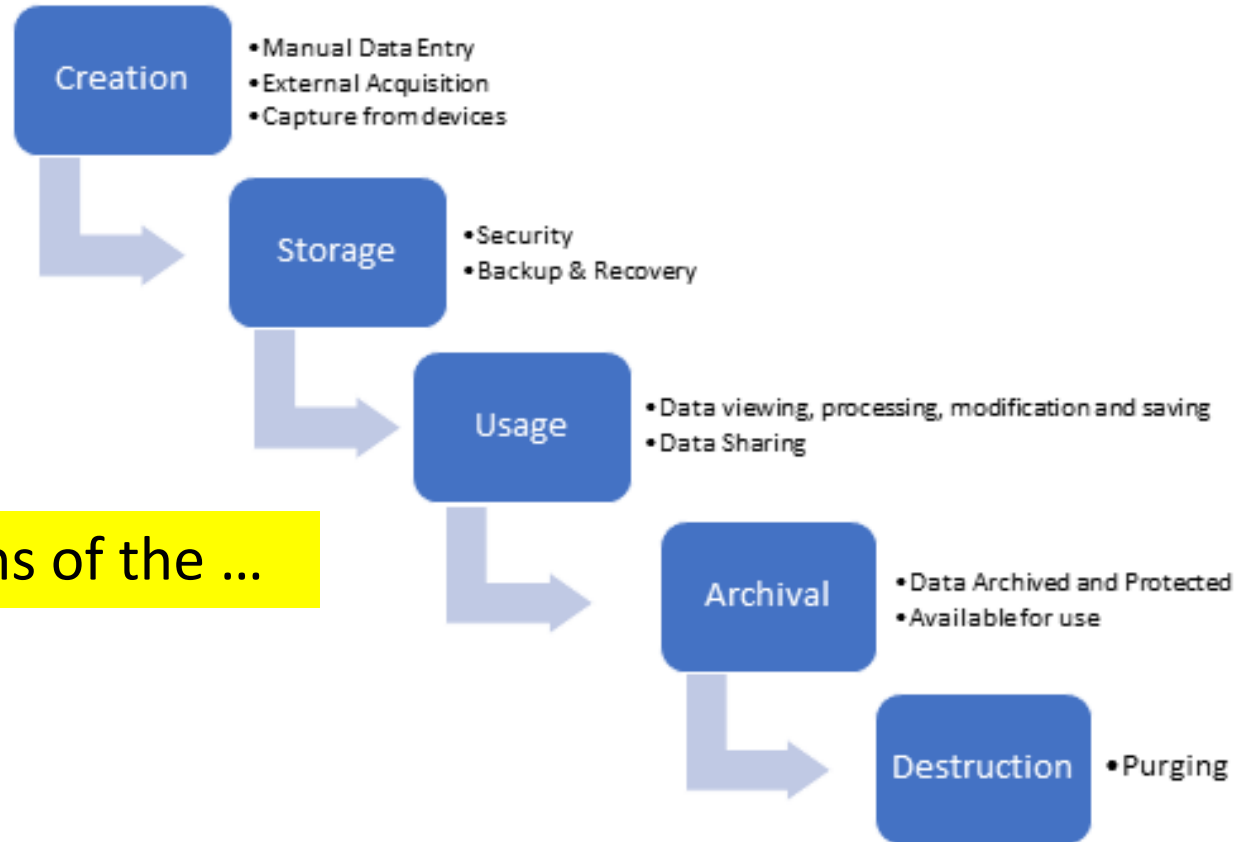 Creation
•Manual Data Entry
•External Acquisition
•Capture from devices
Storage
•Security
•Backup & Recovery
Usage
•Data viewing, processing, modification and saving
•Data Sharing
of the ...
Archival
•Data Archived and Protected
•Available for use
Destruction
•Purging